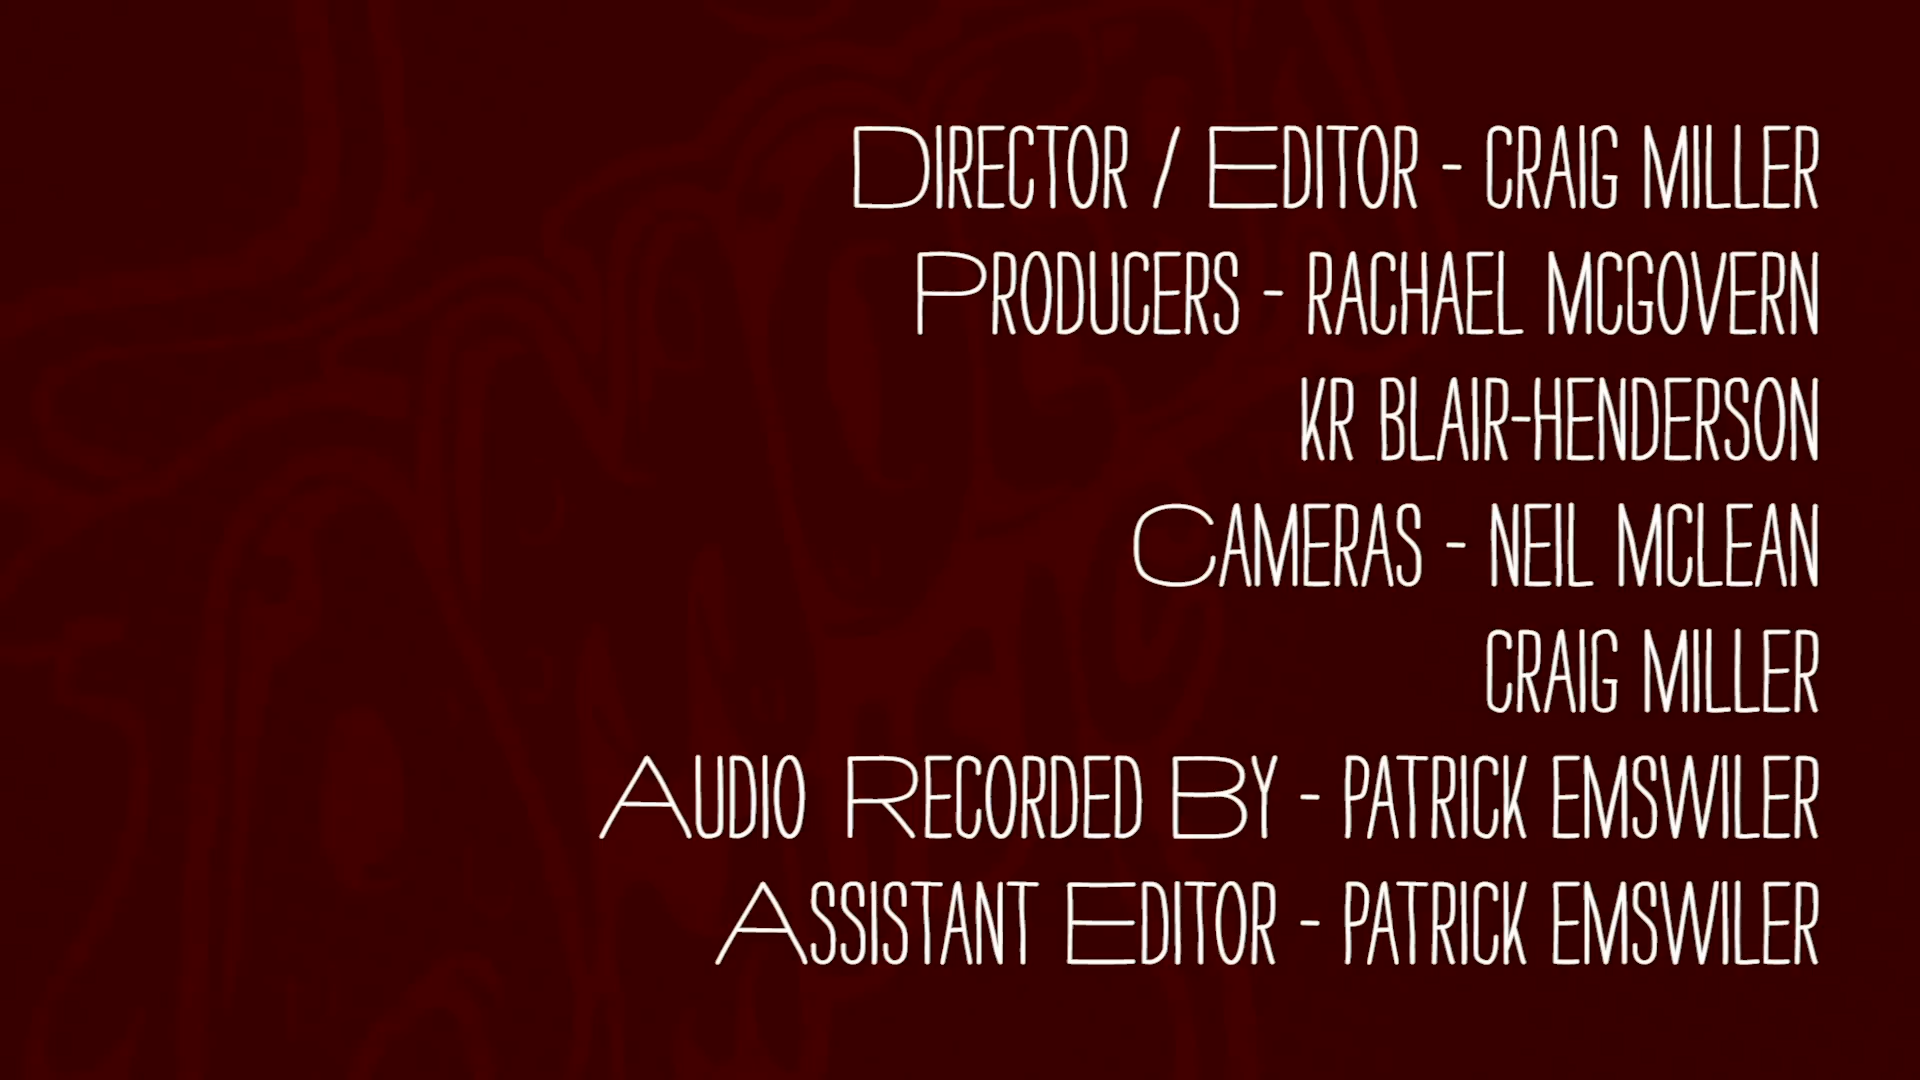 DIRECTOR / EDITOR - CRAIG MILLER
PRODUCERS - RACHAEL MCGOVERN
KR BLAIR-HENDERSON
CAMERAS - NEIL MCLEAN
CRAIG MILLER
AUDIO RECORDED BY - PATRICK EMSWILER
ASSISTANT EDITOR - PATRICK EMSWILER